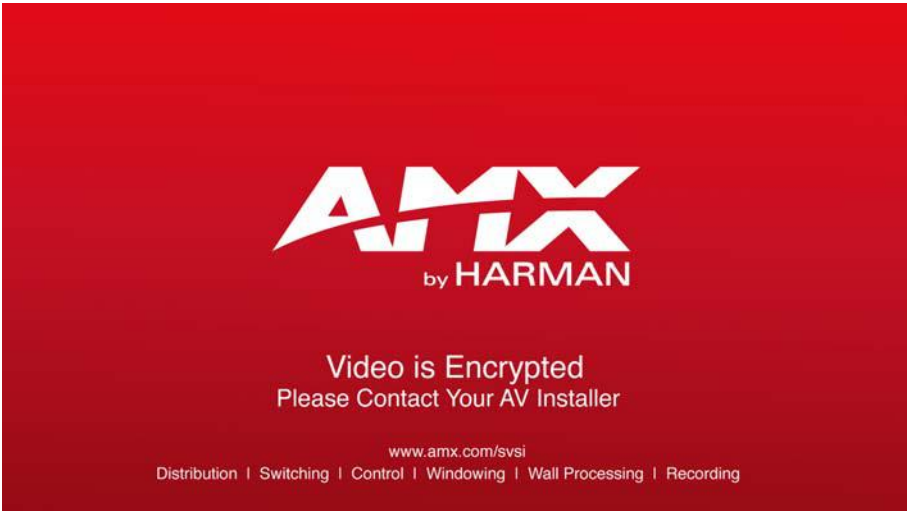 AMX
by HARMAN
Video is Encrypted
Please Contact Your AV Installer
www.amx.com/svsi
Distribution | Switching | Control | Windowing | Wall Processing | Recording